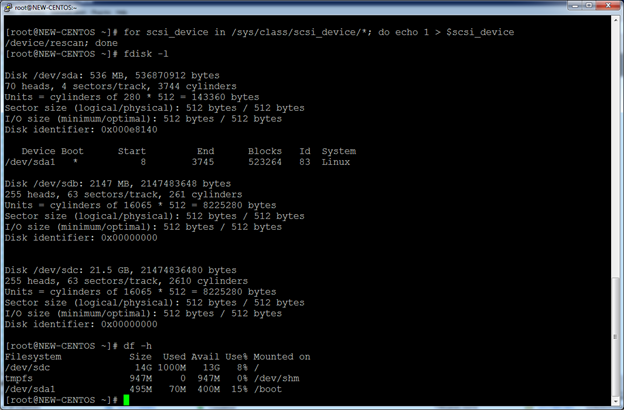 root@NEW-CENTOS:~
[root@NEW-CENTOS ~]# for scsi_device in /sys/class/scsi_device/*; do echo 1 > $scsi_device
/device/rescan; done
[root@NEW-CENTOS ~]# fdisk -l
Disk /dev/sda: 536 MB, 536870912 bytes
70 heads, 4 sectors/track, 3744 cylinders
Units = cylinders of 280 * 512 = 143360 bytes
Sector size (logical/physical): 512 bytes / 512 bytes
I/O size (minimum/optimal): 512 bytes / 512 bytes
Disk identifier: 0x000e8140
Device Boot Start End Blocks Id System
/dev/sda1 * 8 3745 523264 83 Linux
Disk /dev/sdb: 2147 MB, 2147483648 bytes
255 heads, 63 sectors/track, 261 cylinders
Units = cylinders of 16065 * 512 = 8225280 bytes
Sector size (logical/physical): 512 bytes / 512 bytes
I/O size (minimum/optimal): 512 bytes / 512 bytes
Disk identifier: 0x00000000
Disk /dev/sdc: 21.5 GB, 21474836480 bytes
255 heads, 63 sectors/track, 2610 cylinders
Units = cylinders of 16065 * 512 = 8225280 bytes
Sector size (logical/physical): 512 bytes / 512 bytes
I/O size (minimum/optimal): 512 bytes / 512 bytes
Disk identifier: 0x00000000
[root@NEW-CENTOS ~]# df -h
Filesystem Size Used Avail Use% Mounted on
/dev/sdc 14G 1000M 13G 8% /
tmpfs 947M 0 947M 0% /dev/shm
/dev/sda1 495M 70M 400M 15% /boot
[root@NEW-CENTOS ~]#